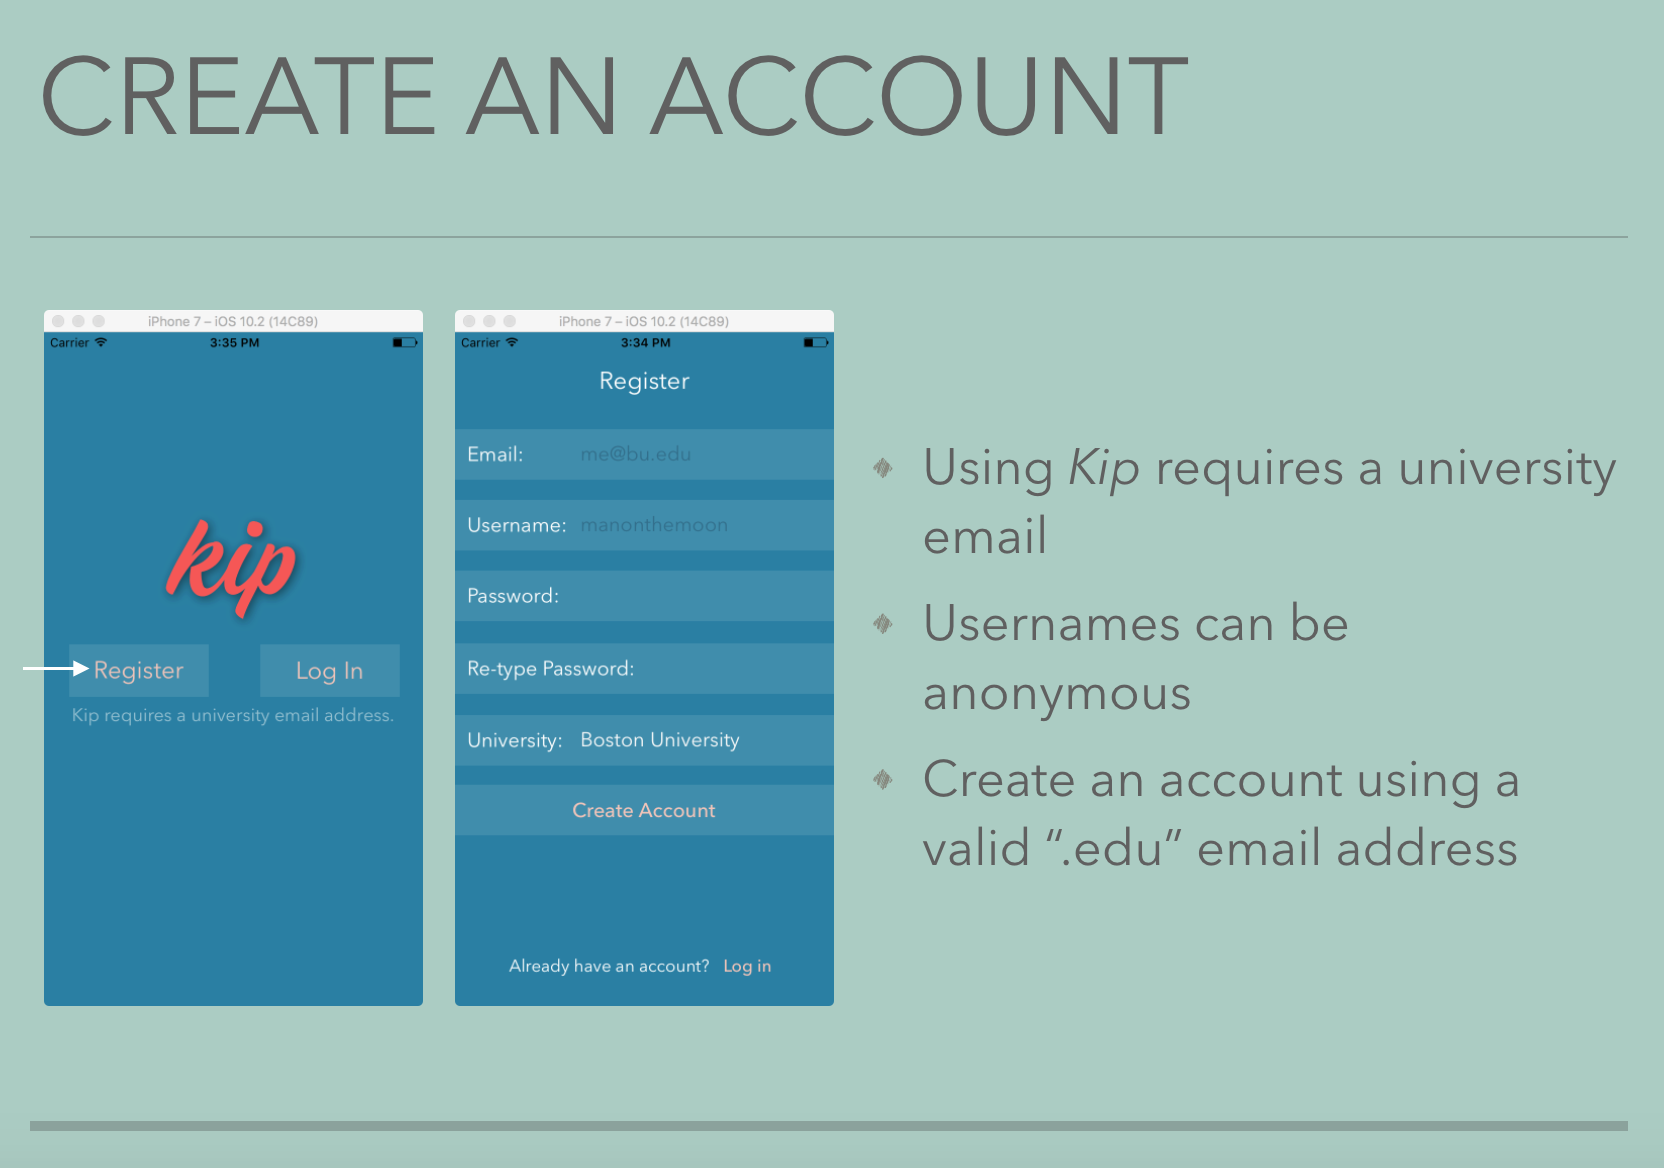 CREATE AN ACCOUNT
iPhone 7 – iOS 10.2 (14C89)
Carrier 3:35 PM
kip
Register Log In
Kip requires a university email address.
iPhone 7 – iOS 10.2 (14C89)
Carrier 3:34 PM
Register
Email: me@bu.edu
Username: manonthemoon
Password:
Re-type Password:
University: Boston University
Create Account
Already have an account? Log in
Using Kip requires a university
email
Usernames can be
anonymous
Create an account using a
valid “.edu” email address